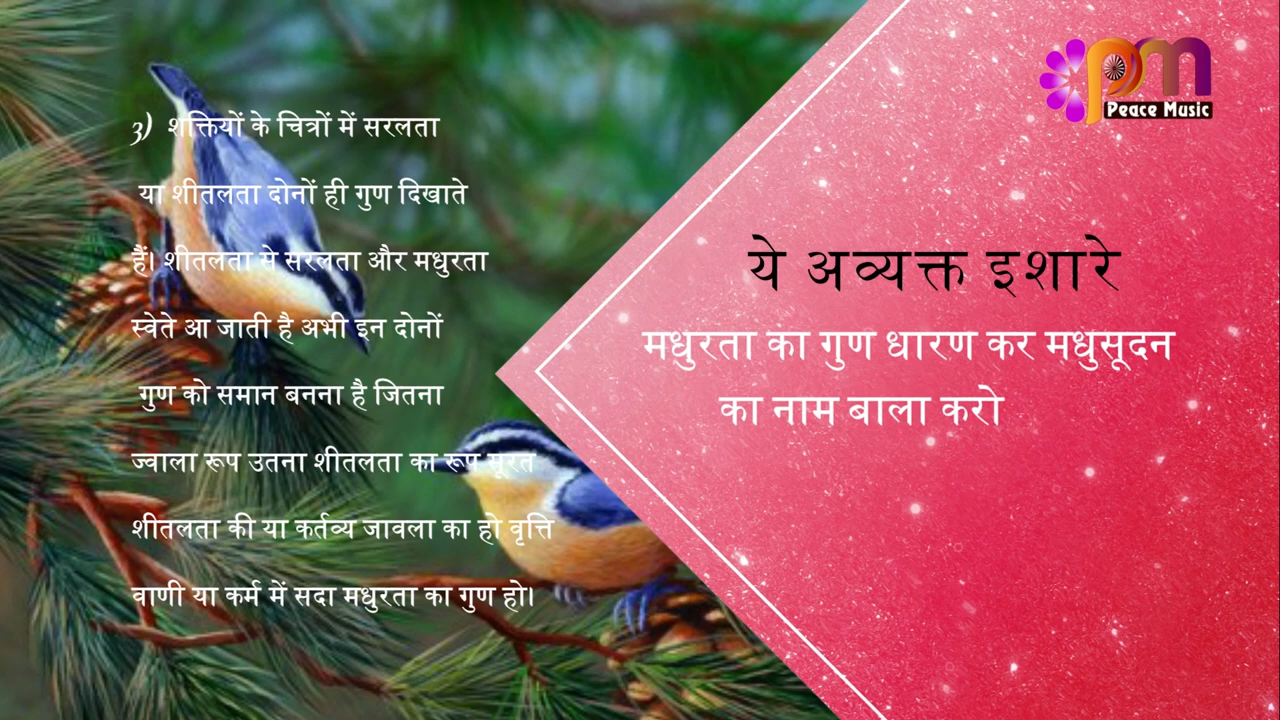 3) शक्तियों के चित्रों में सरलता
या शीतलता दोनों ही गुण दिखाते
हैं। शीतलता से सरलता और मधुरता
स्वेते आ जाती है अभी इन दोनों
गुण को समान बनना है जितना
ज्वाला रूप उतना शीतलता का रूप सूरत
शीतलता की या कर्तव्य जावला का हो वृत्ति
वाणी या कर्म में सदा मधुरता का गुण हो।
pm
Peace Music
ये अव्यक्त इशारे
मधुरता का गुण धारण कर मधुसूदन
का नाम बाला करो